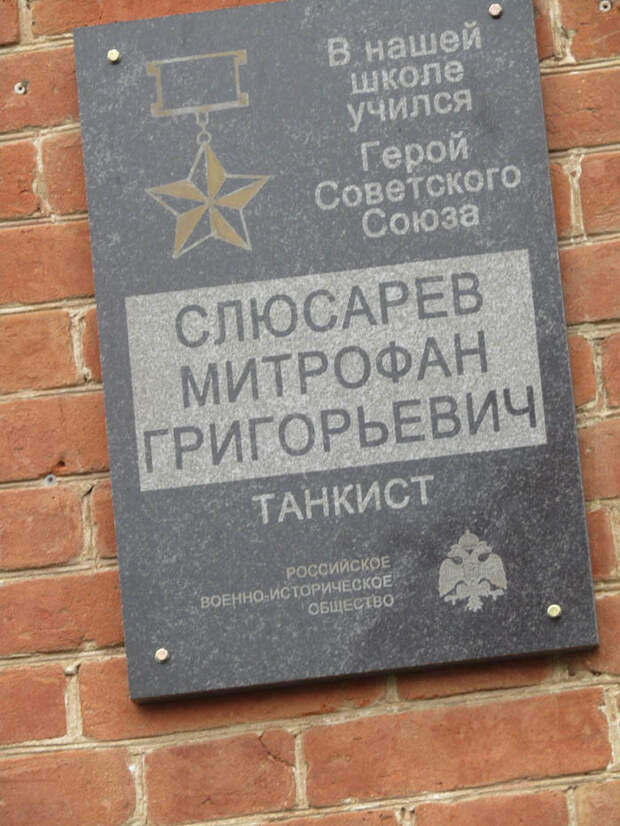 В нашей
школе
учился
Герой
Советского
Союза
СЛЮСАРЕВ
МИТРОФАН
ГРИГОРЬЕВИЧ
ТАНКИСТ
РОССИЙСКОЕ
ВОЕННО-ИСТОРИЧЕСКОЕ
ОБЩЕСТВО